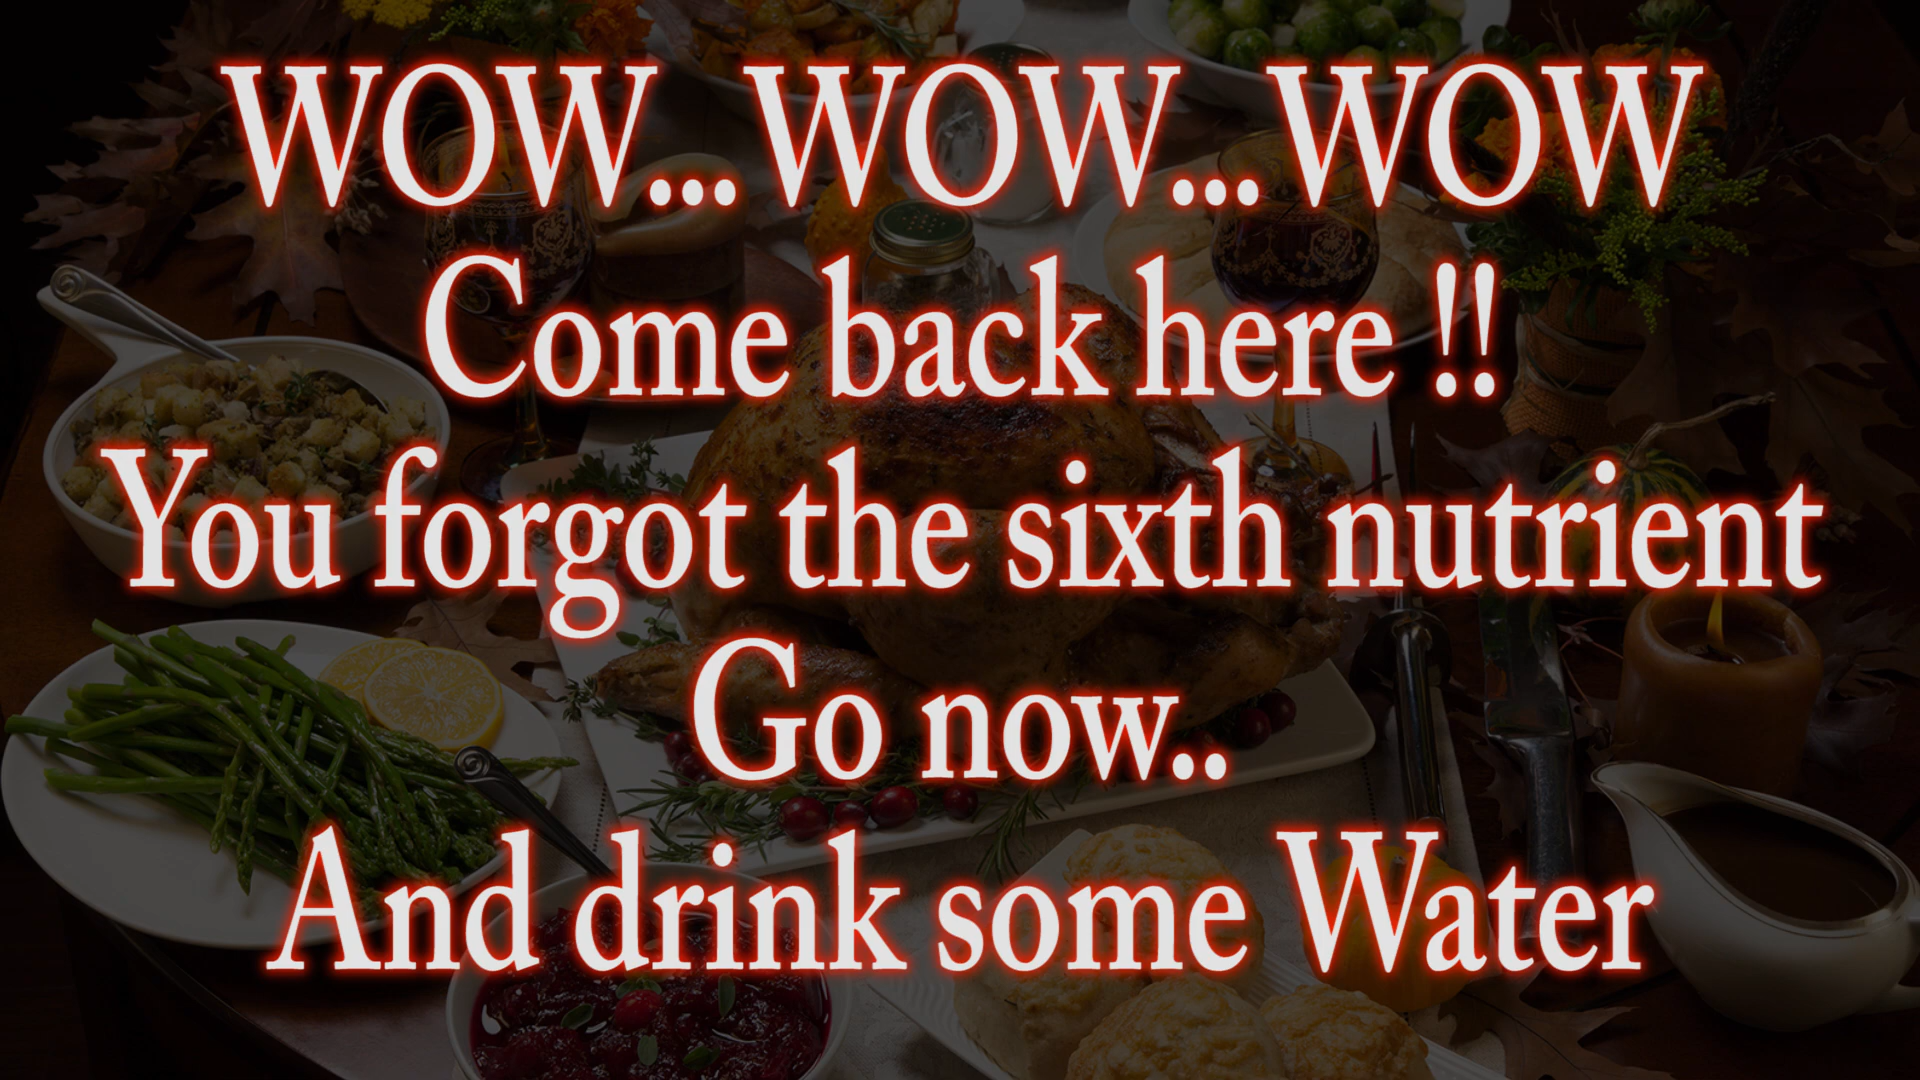 WOW...WOW...WOW
Come back here !!
You forgot the sixth nutrient
Go now..
And drink some Water